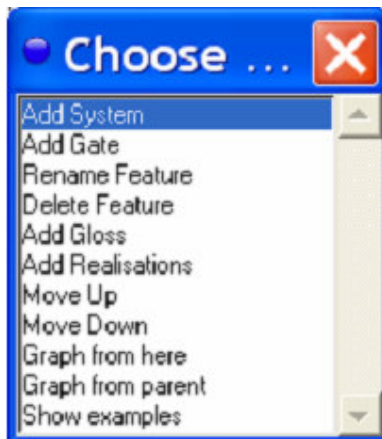 Choose ...
Add System
Add Gate
Rename Feature
Delete Feature
Add Gloss
Add Realisations
Move Up
Move Down
Graph from here
Graph from parent
Show examples